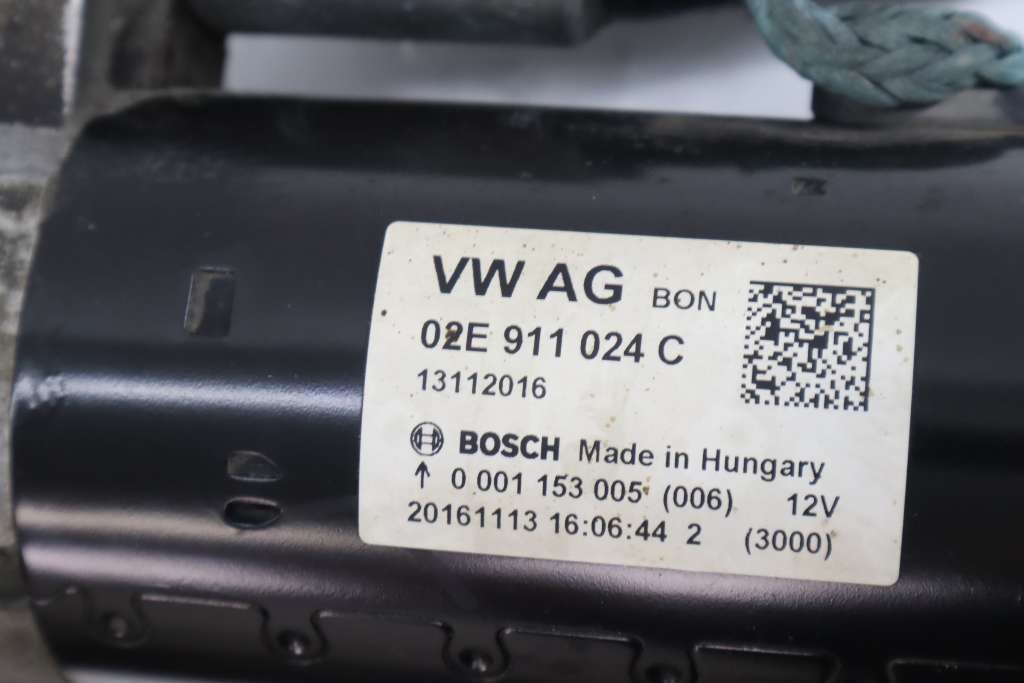 VW AG BON
02E 911 024 C
13112016
BOSCH Made in Hungary
↑ 0 001 153 005 (006) 12V
20161113 16:06:44 2 (3000)